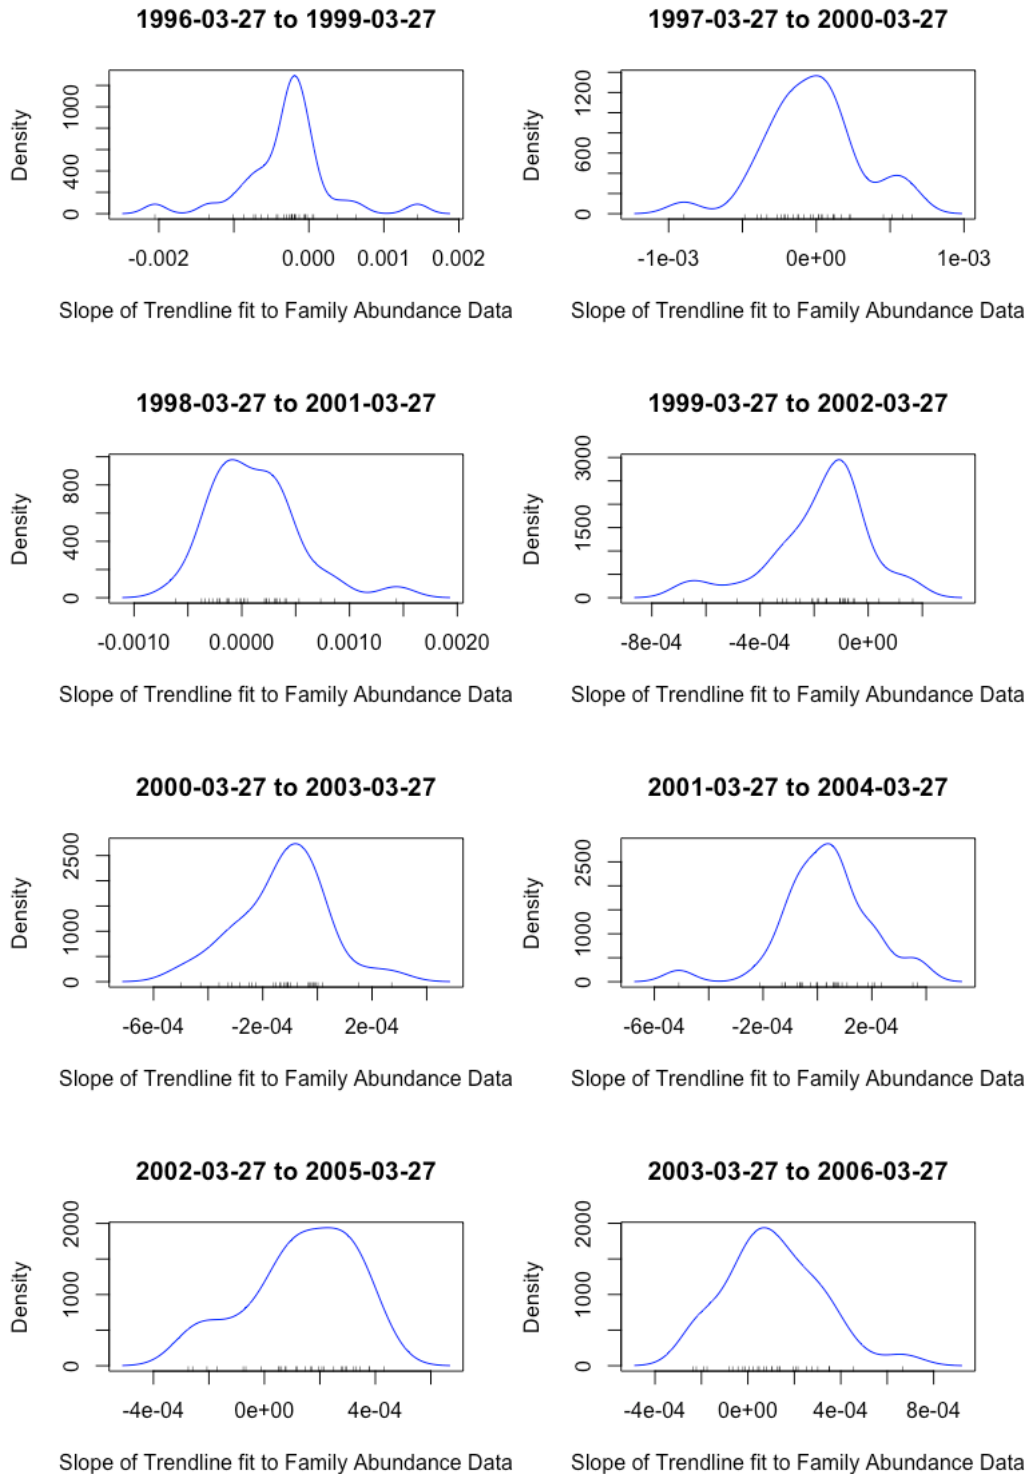 1996-03-27 to 1999-03-27
Density
0 400 1000
-0.002 0.000 0.001 0.002
Slope of Trendline fit to Family Abundance Data
1997-03-27 to 2000-03-27
Density
0 600 1200
-1e-03 0e+00 1e-03
Slope of Trendline fit to Family Abundance Data
1998-03-27 to 2001-03-27
Density
0 400 800
-0.0010 0.0000 0.0010 0.0020
Slope of Trendline fit to Family Abundance Data
1999-03-27 to 2002-03-27
Density
0 1500 3000
-8e-04 -4e-04 0e+00
Slope of Trendline fit to Family Abundance Data
2000-03-27 to 2003-03-27
Density
0 1000 2500
-6e-04 -2e-04 2e-04
Slope of Trendline fit to Family Abundance Data
2001-03-27 to 2004-03-27
Density
0 1000 2500
-6e-04 -2e-04 2e-04
Slope of Trendline fit to Family Abundance Data
2002-03-27 to 2005-03-27
Density
0 1000 2000
-4e-04 0e+00 4e-04
Slope of Trendline fit to Family Abundance Data
2003-03-27 to 2006-03-27
Density
0 1000 2000
-4e-04 0e+00 4e-04 8e-04
Slope of Trendline fit to Family Abundance Data